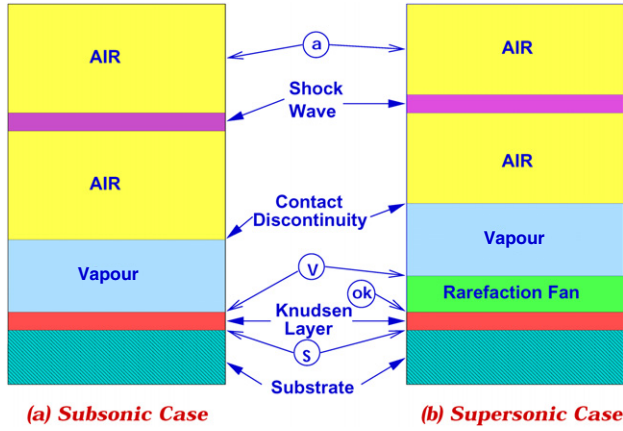 AIR
a
AIR
Shock
Wave
AIR
AIR
Contact
Discontinuity
Vapour
Vapour
V
ok
Rarefaction Fan
Knudsen
Layer
S
Substrate
(a) Subsonic Case
(b) Supersonic Case